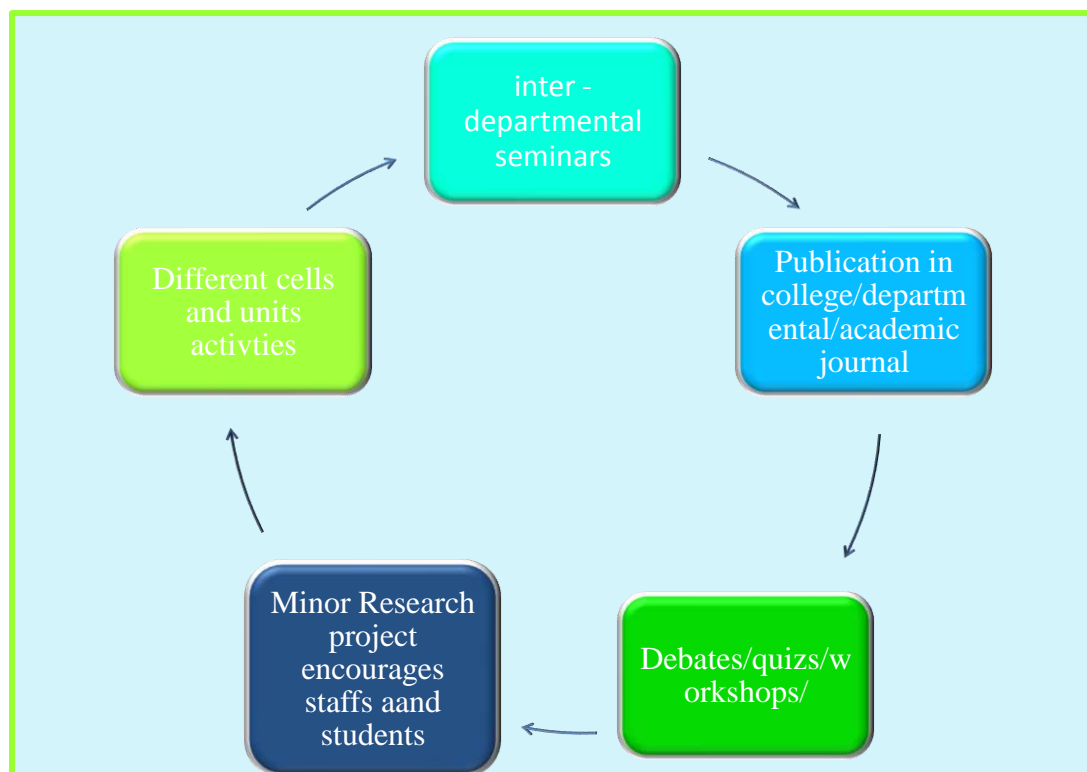 inter -
departmental
seminars
Publication in
college/departm
ental/academic
journal
Debates/quizs/w
orkshops/
Minor Research
project
encourages
staffs aand
students
Different cells
and units
activties